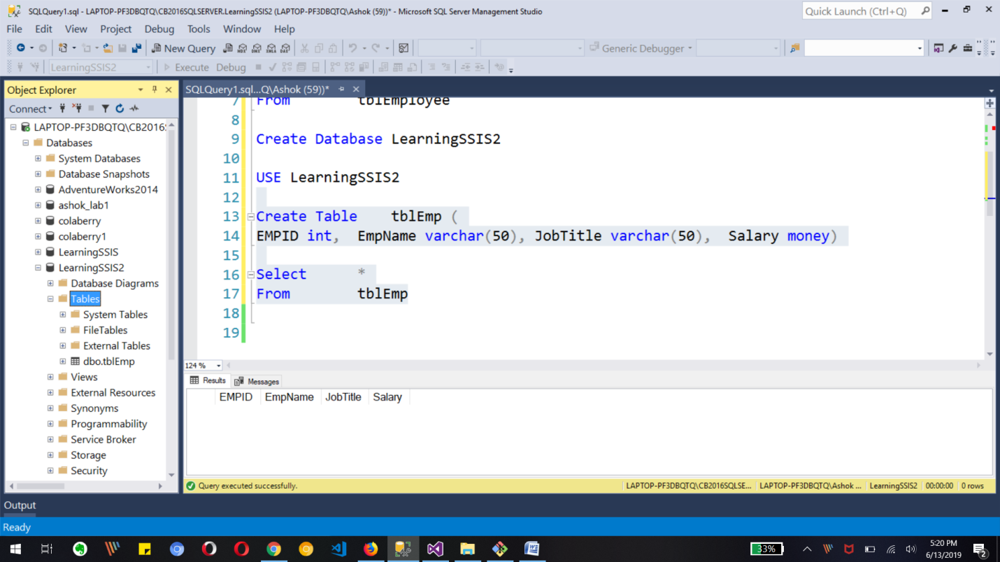 SQLQuery1.sql - LAPTOP-PF3DBQTQ\CB2016SQLSERVER.LearningSSIS2 (LAPTOP-PF3DBQTQ\Ashok (59))* - Microsoft SQL Server Management Studio
Quick Launch (Ctrl+Q)
File Edit View Project Debug Tools Window Help
New Query
MDX DMX XMLA DAX
Generic Debugger
LearningSSIS2
Execute Debug
Object Explorer
SQLQuery1.sql...Q\Ashok (59))*
Connect
LAPTOP-PF3DBQTQ\CB2016
Databases
System Databases
Database Snapshots
AdventureWorks2014
ashok_lab1
colaberry
colaberry1
LearningSSIS
LearningSSIS2
Database Diagrams
Tables
System Tables
FileTables
External Tables
dbo.tblEmp
Views
External Resources
Synonyms
Programmability
Service Broker
Storage
Security
7 From tblEmployee
8
9 Create Database LearningSSIS2
10
11 USE LearningSSIS2
12
13 Create Table tblEmp (
14 EMPID int, EmpName varchar(50), JobTitle varchar(50), Salary money)
15
16 Select *
17 From tblEmp
18
19
124 %
Results Messages
EMPID EmpName JobTitle Salary
Query executed successfully.
LAPTOP-PF3DBQTQ\CB2016SQLSE... LAPTOP-PF3DBQTQ\Ashok ... LearningSSIS2 00:00:00 0 rows
Output
Ready
33%
5:20 PM
6/13/2019
2